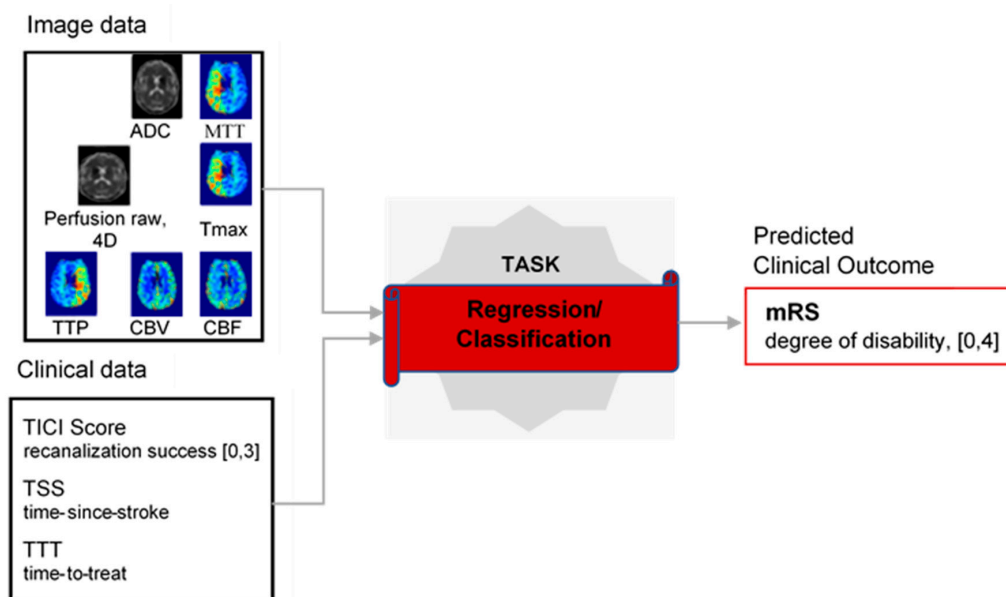 Image data
ADC
MTT
Perfusion raw,
4D
Tmax
TTP
CBV
CBF
Clinical data
TICI Score
recanalization success [0,3]
TSS
time-since-stroke
TTT
time-to-treat
TASK
Regression/
Classification
Predicted
Clinical Outcome
mRS
degree of disability, [0,4]